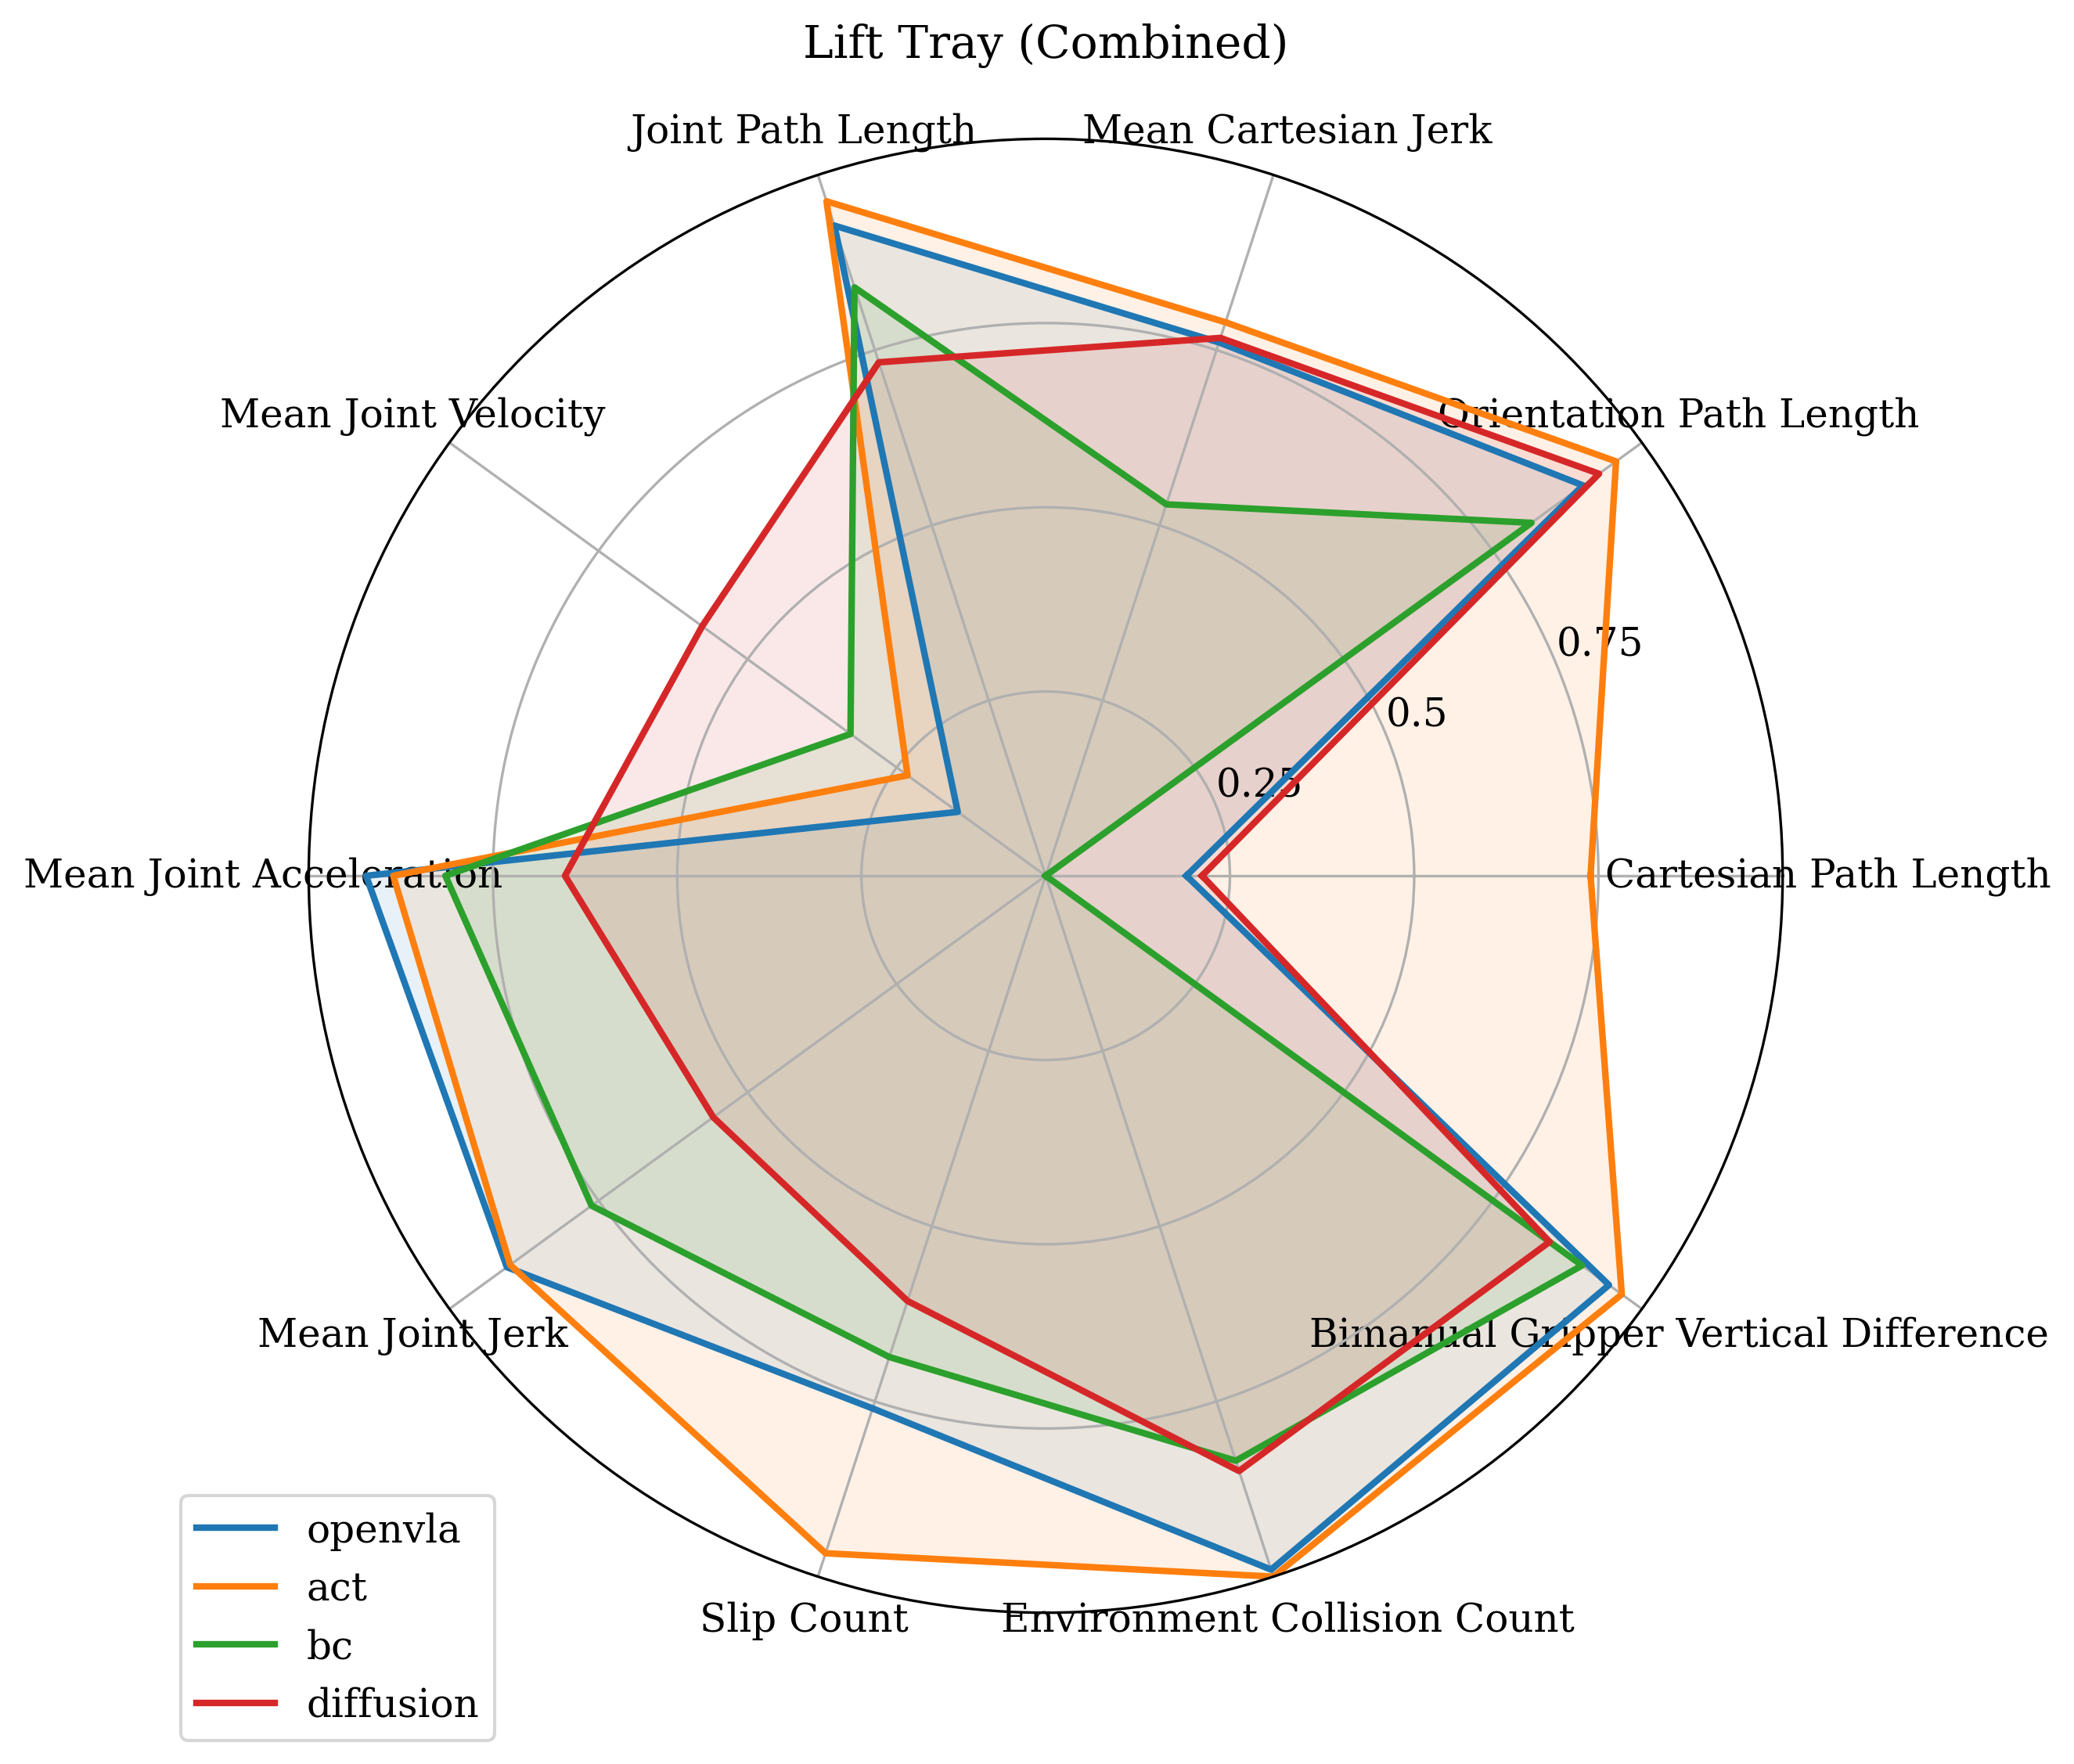 Lift Tray (Combined)
Joint Path Length
Mean Cartesian Jerk
Mean Joint Velocity
Orientation Path Length
0.75
0.5
0.25
Mean Joint Acceleration
Cartesian Path Length
Mean Joint Jerk
Bimanual Gripper Vertical Difference
Slip Count
Environment Collision Count
openvla
act
bc
diffusion